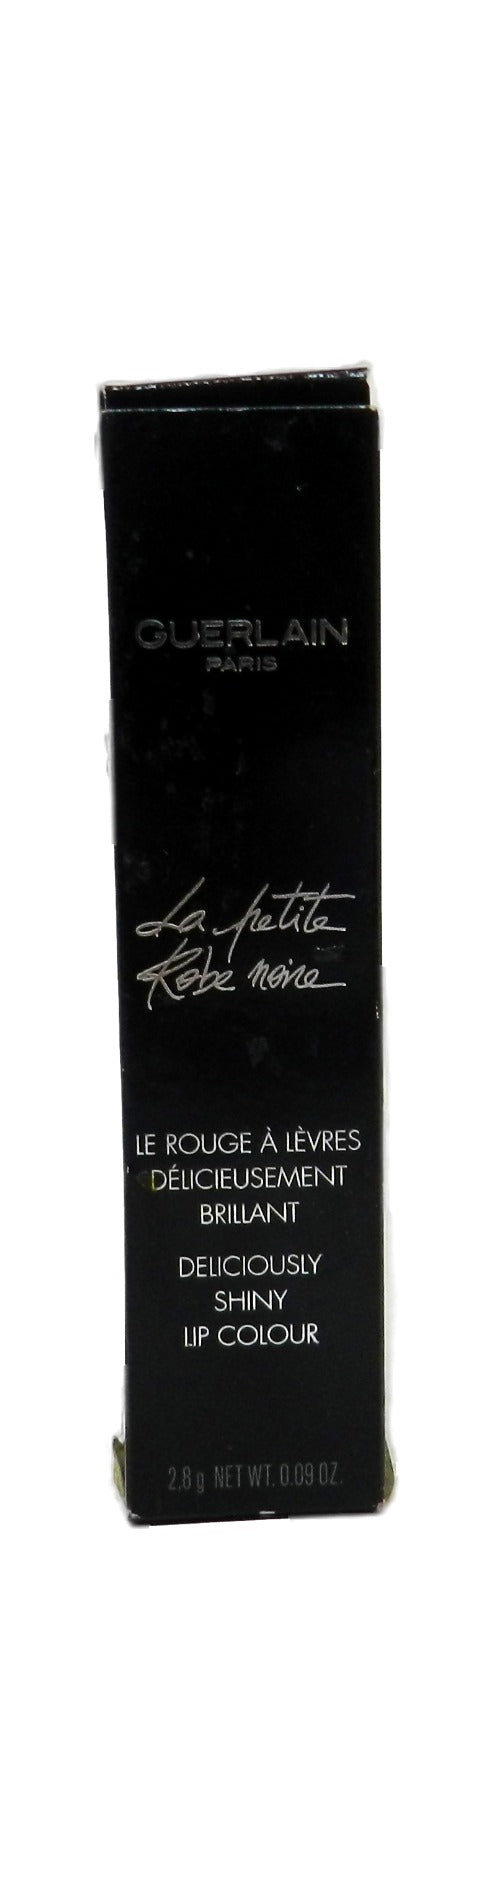 GUERLAIN
PARIS
La petite
Robe noire
LE ROUGE À LÈVRES
DÉLICIEUSEMENT
BRILLANT
DELICIOUSLY
SHINY
LIP COLOUR
2.8 g NET WT. 0.09 OZ.